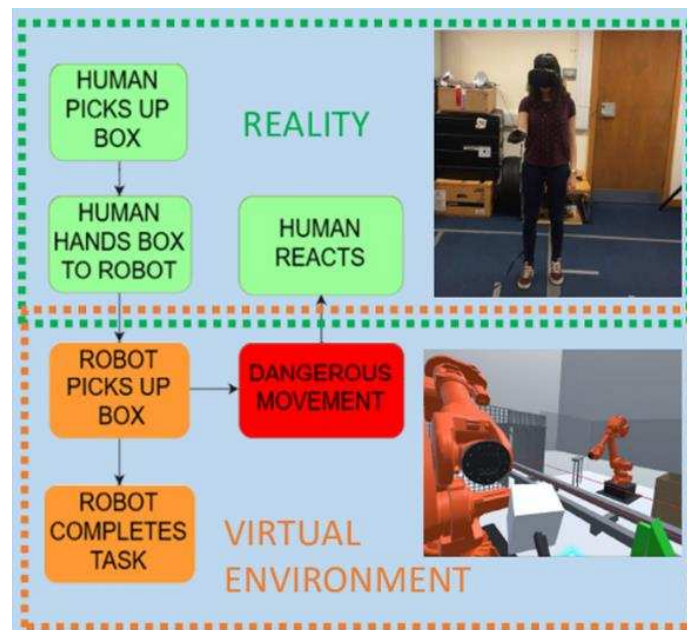 HUMAN
PICKS UP
BOX
REALITY
HUMAN
HANDS BOX
TO ROBOT
HUMAN
REACTS
ROBOT
PICKS UP
BOX
DANGEROUS
MOVEMENT
ROBOT
COMPLETES
TASK
VIRTUAL
ENVIRONMENT